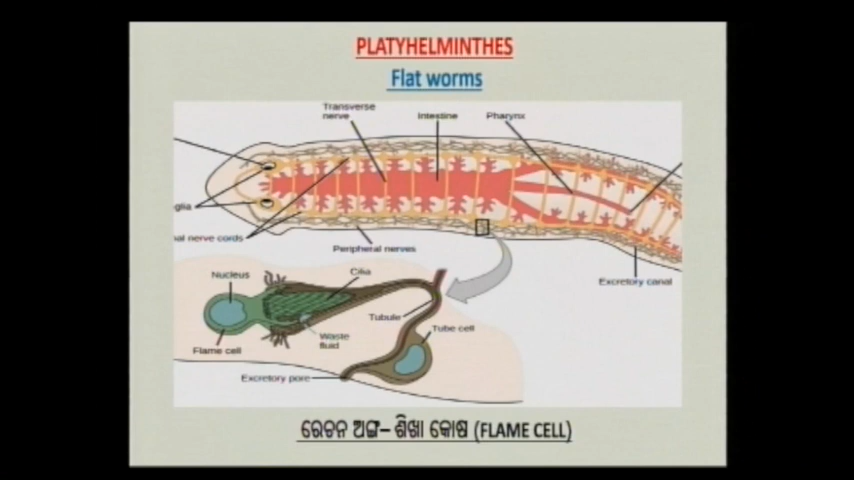 PLATYHELMINTHES
Flat worms
Transverse
nerve
Intestine
Pharynx
glia
nal nerve cords
Peripheral nerves
Excretory canal
Nucleus
Cilia
Tubule
Tube cell
Waste
fluid
Flame cell
Excretory pore
ରେଚନ ଅଙ୍ଗ– ଶିଖା କୋଷ (FLAME CELL)